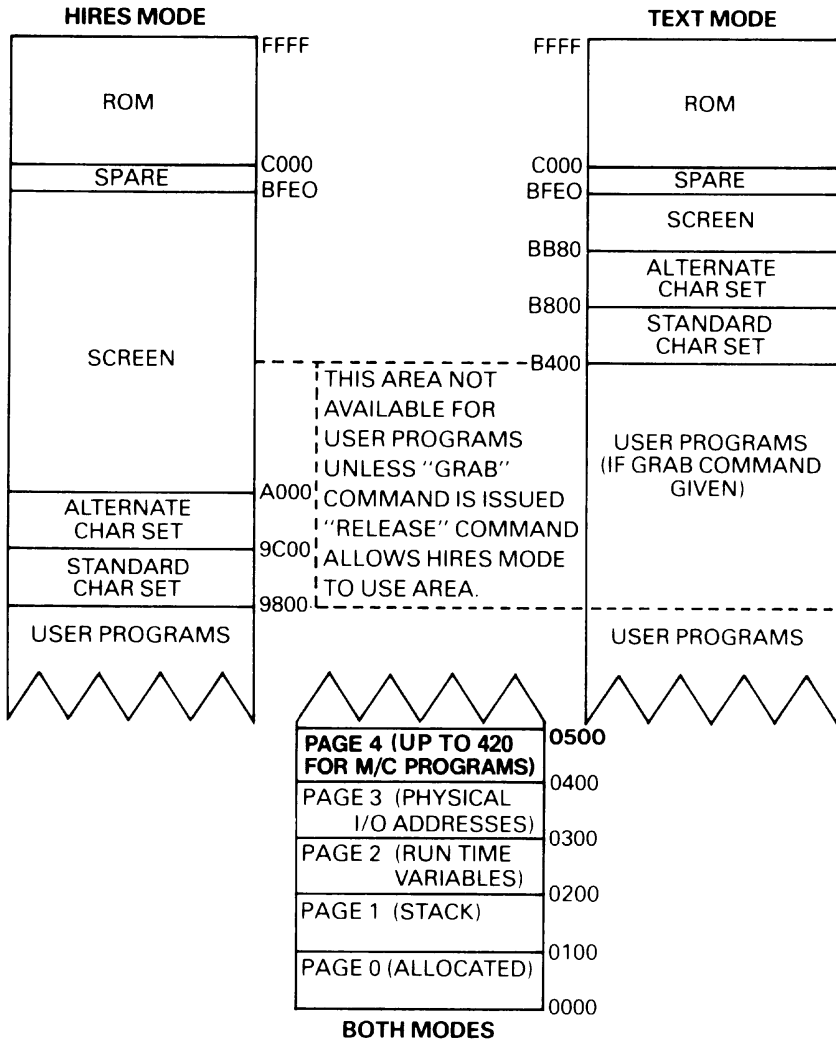 HIRES MODE
FFFF
ROM
C000
SPARE
BFEO
SCREEN
A000
ALTERNATE
CHAR SET
9C00
STANDARD
CHAR SET
9800
USER PROGRAMS
THIS AREA NOT
AVAILABLE FOR
USER PROGRAMS
UNLESS "GRAB"
COMMAND IS ISSUED
"RELEASE" COMMAND
ALLOWS HIRES MODE
TO USE AREA.
TEXT MODE
FFFF
ROM
C000
SPARE
BFEO
SCREEN
BB80
ALTERNATE
CHAR SET
B800
STANDARD
CHAR SET
B400
USER PROGRAMS
(IF GRAB COMMAND
GIVEN)
USER PROGRAMS
0500
PAGE 4 (UP TO 420
FOR M/C PROGRAMS)
0400
PAGE 3 (PHYSICAL
I/O ADDRESSES)
0300
PAGE 2 (RUN TIME
VARIABLES)
0200
PAGE 1 (STACK)
0100
PAGE 0 (ALLOCATED)
0000
BOTH MODES